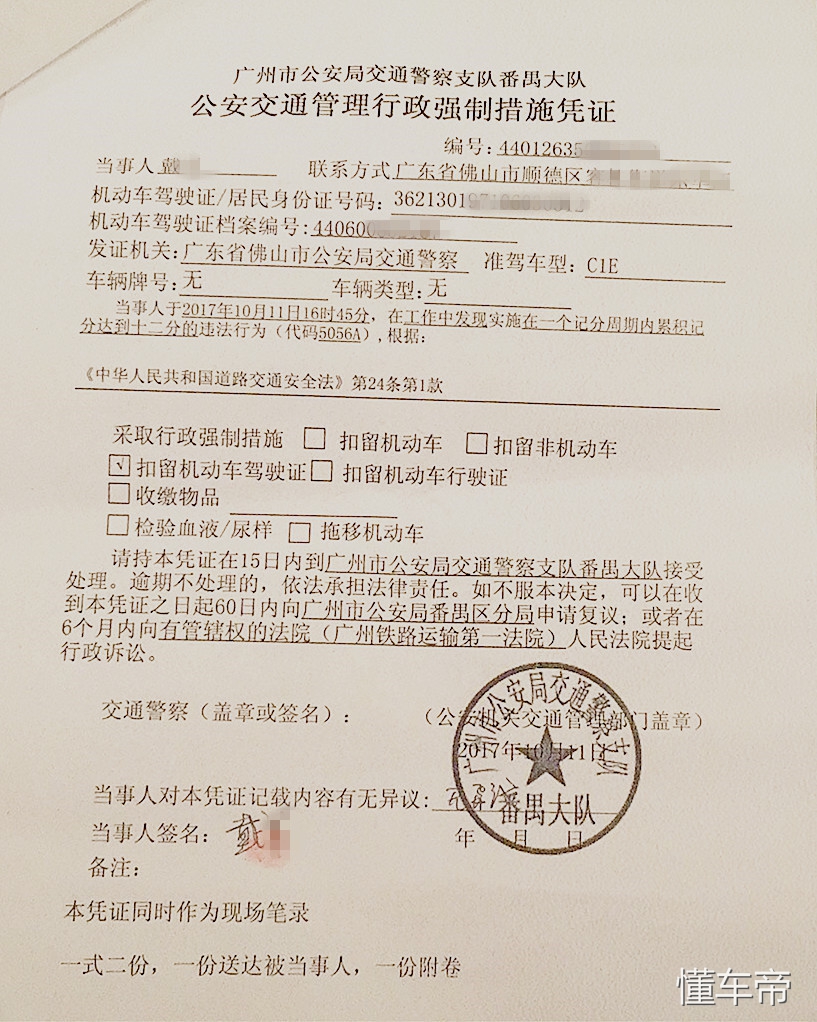 广州市公安局交通警察支队番禺大队
公安交通管理行政强制措施凭证
编号:44012635
当事人戴 联系方式广东省佛山市顺德区容
机动车驾驶证/居民身份证号码:36213019
机动车驾驶证档案编号:440600
发证机关:广东省佛山市公安局交通警察 准驾车型:C1E
车辆牌号:无 车辆类型:无
当事人于2017年10月11日16时45分,在工作中发现实施在一个记分周期内累积记
分达到十二分的违法行为(代码5056A),根据:
《中华人民共和国道路交通安全法》第24条第1款
采取行政强制措施 □ 扣留机动车 □扣留非机动车
☑扣留机动车驾驶证□ 扣留机动车行驶证
□收缴物品
□检验血液/尿样 □ 拖移机动车
请持本凭证在15日内到广州市公安局交通警察支队番禺大队接受
处理。逾期不处理的,依法承担法律责任。如不服本决定,可以在收
到本凭证之日起60日内向广州市公安局番禺区分局申请复议;或者在
6个月内向有管辖权的法院(广州铁路运输第一法院)人民法院提起
行政诉讼。
交通警察(盖章或签名): (公安机关交通管理部门盖章)
2017年10月11日
广州市公安局交通警察支队
番禺大队
当事人对本凭证记载内容有无异议:无异议
当事人签名:戴 年 月 日
备注:
本凭证同时作为现场笔录
一式二份,一份送达被当事人,一份附卷
懂车帝